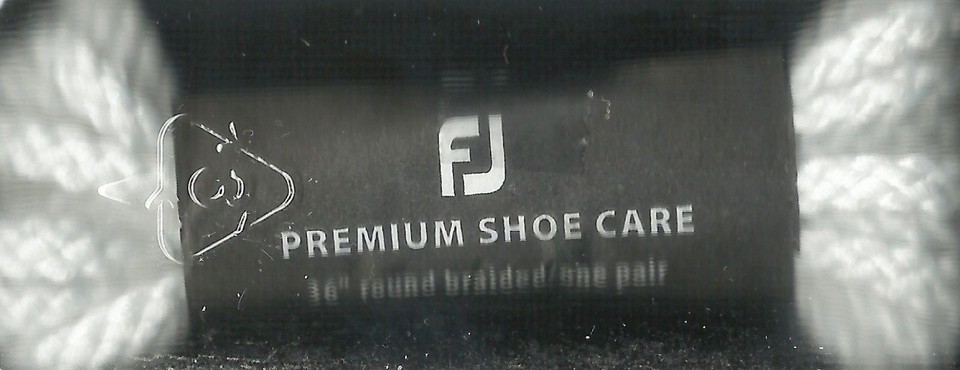 FJ
PREMIUM SHOE CARE
36" round braided/one pair